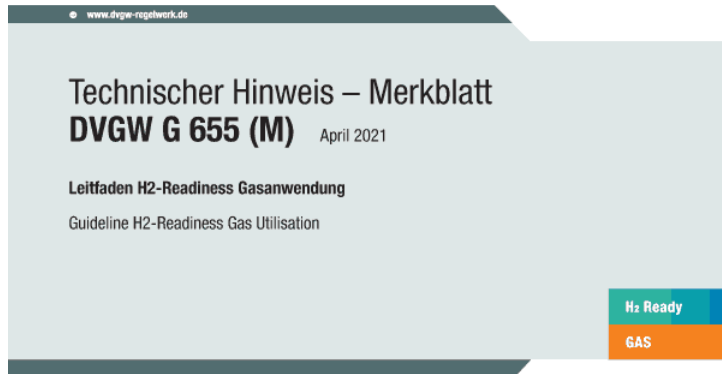 www.dvgw-regelwerk.de
Technischer Hinweis – Merkblatt
DVGW G 655 (M) April 2021
Leitfaden H2-Readiness Gasanwendung
Guideline H2-Readiness Gas Utilisation
H₂ Ready
GAS